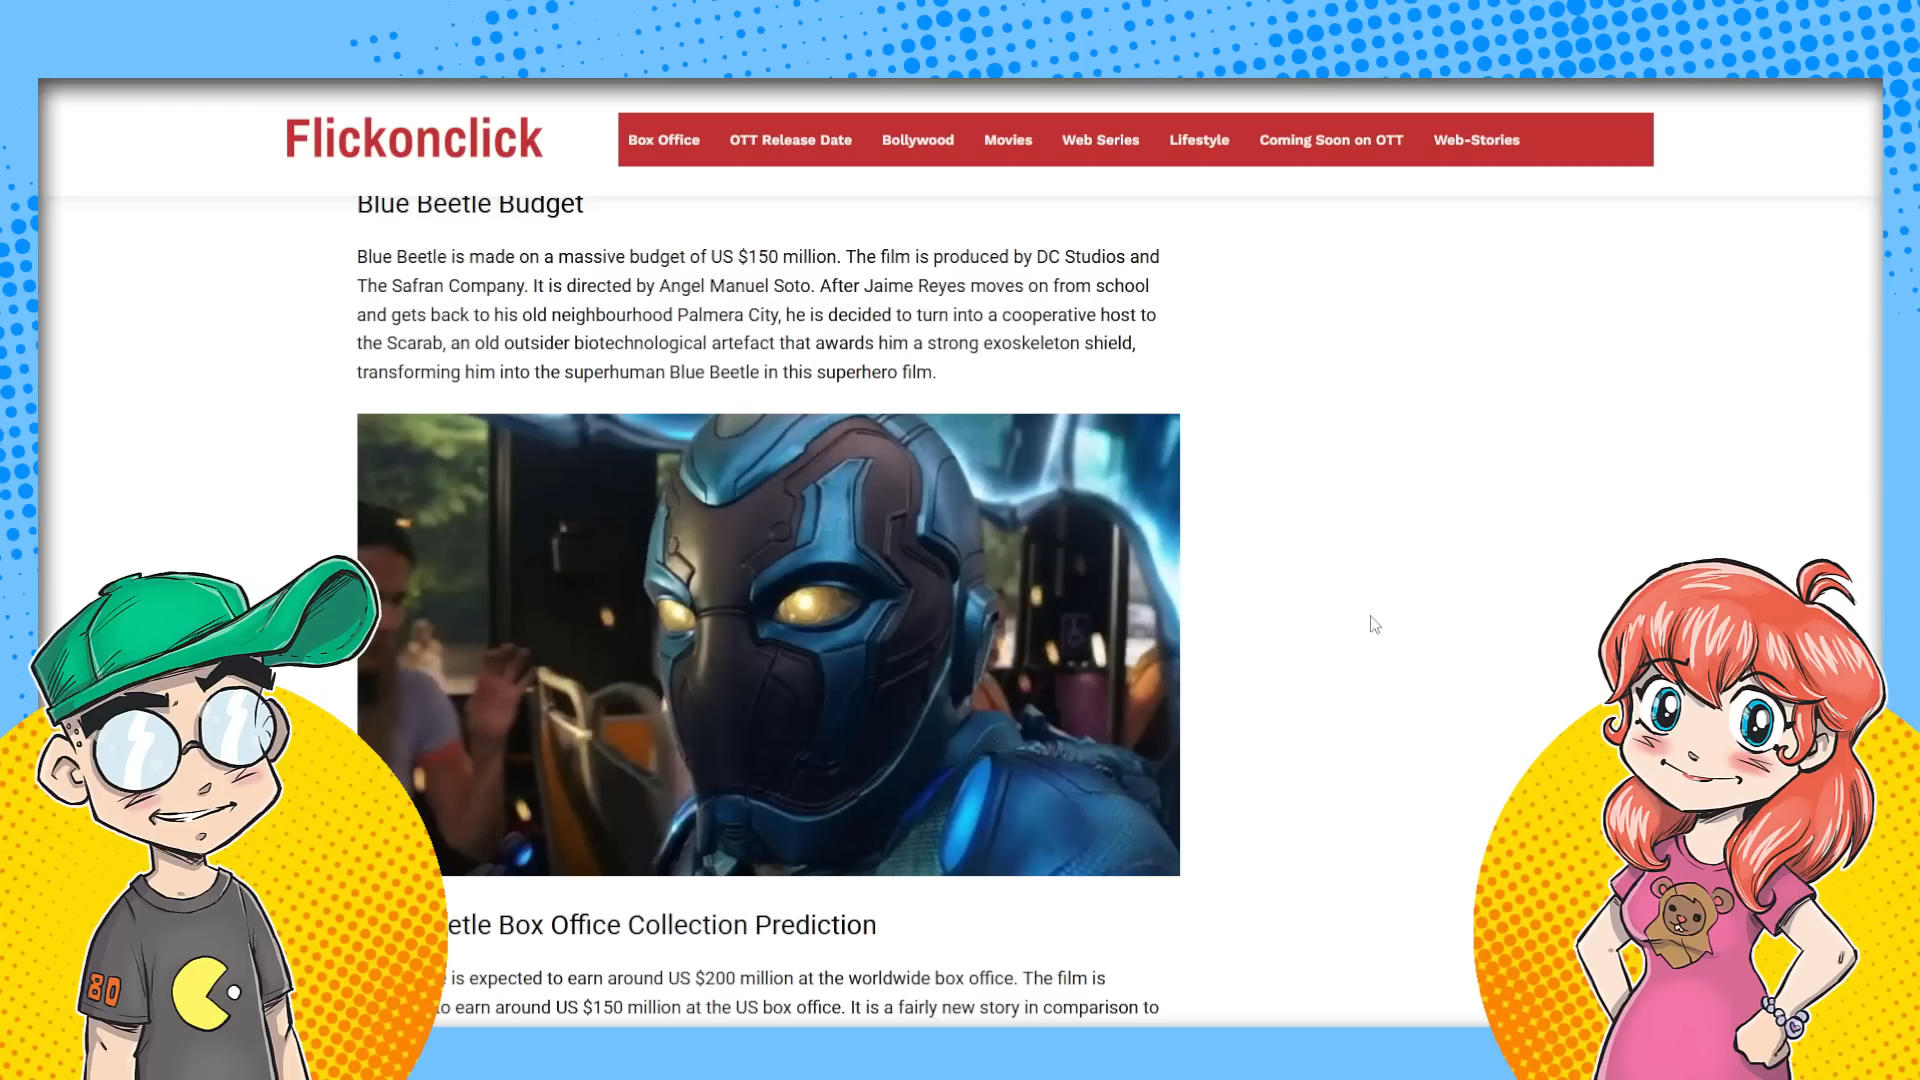 Flickonclick
Box Office OTT Release Date Bollywood Movies Web Series Lifestyle Coming Soon on OTT Web-Stories
Blue Beetle Budget
Blue Beetle is made on a massive budget of US $150 million. The film is produced by DC Studios and
The Safran Company. It is directed by Angel Manuel Soto. After Jaime Reyes moves on from school
and gets back to his old neighbourhood Palmera City, he is decided to turn into a cooperative host to
the Scarab, an old outsider biotechnological artefact that awards him a strong exoskeleton shield,
transforming him into the superhuman Blue Beetle in this superhero film.
etle Box Office Collection Prediction
is expected to earn around US $200 million at the worldwide box office. The film is
o earn around US $150 million at the US box office. It is a fairly new story in comparison to
80